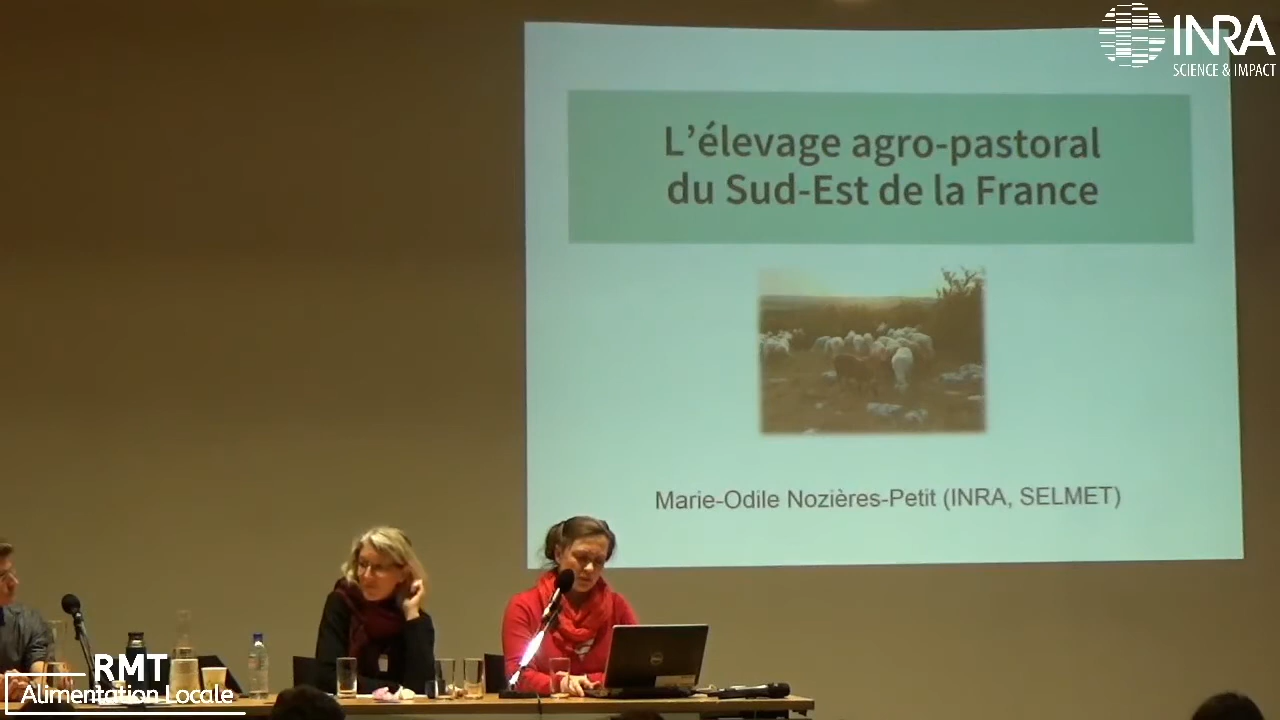 INRA
SCIENCE & IMPACT
L'élevage agro-pastoral
du Sud-Est de la France
Marie-Odile Nozières-Petit (INRA, SELMET)
RMT
Alimentation Locale